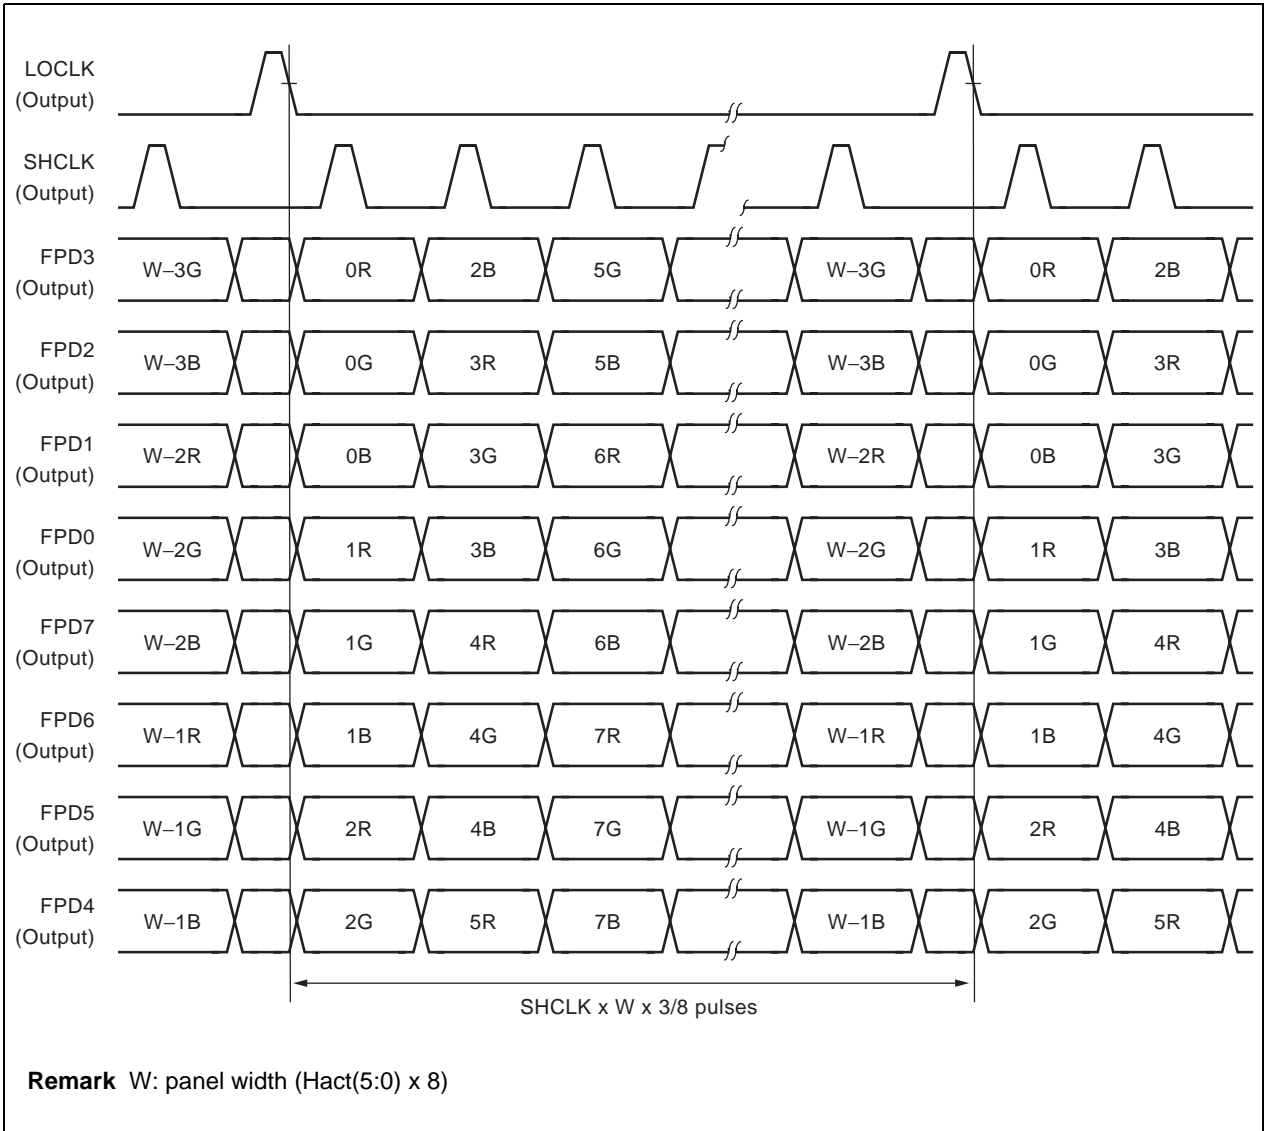 LOCLK
(Output)
SHCLK
(Output)
FPD3
(Output)
W–3G 0R 2B 5G W–3G 0R 2B
FPD2
(Output)
W–3B 0G 3R 5B W–3B 0G 3R
FPD1
(Output)
W–2R 0B 3G 6R W–2R 0B 3G
FPD0
(Output)
W–2G 1R 3B 6G W–2G 1R 3B
FPD7
(Output)
W–2B 1G 4R 6B W–2B 1G 4R
FPD6
(Output)
W–1R 1B 4G 7R W–1R 1B 4G
FPD5
(Output)
W–1G 2R 4B 7G W–1G 2R 4B
FPD4
(Output)
W–1B 2G 5R 7B W–1B 2G 5R
SHCLK x W x 3/8 pulses
Remark W: panel width (Hact(5:0) x 8)